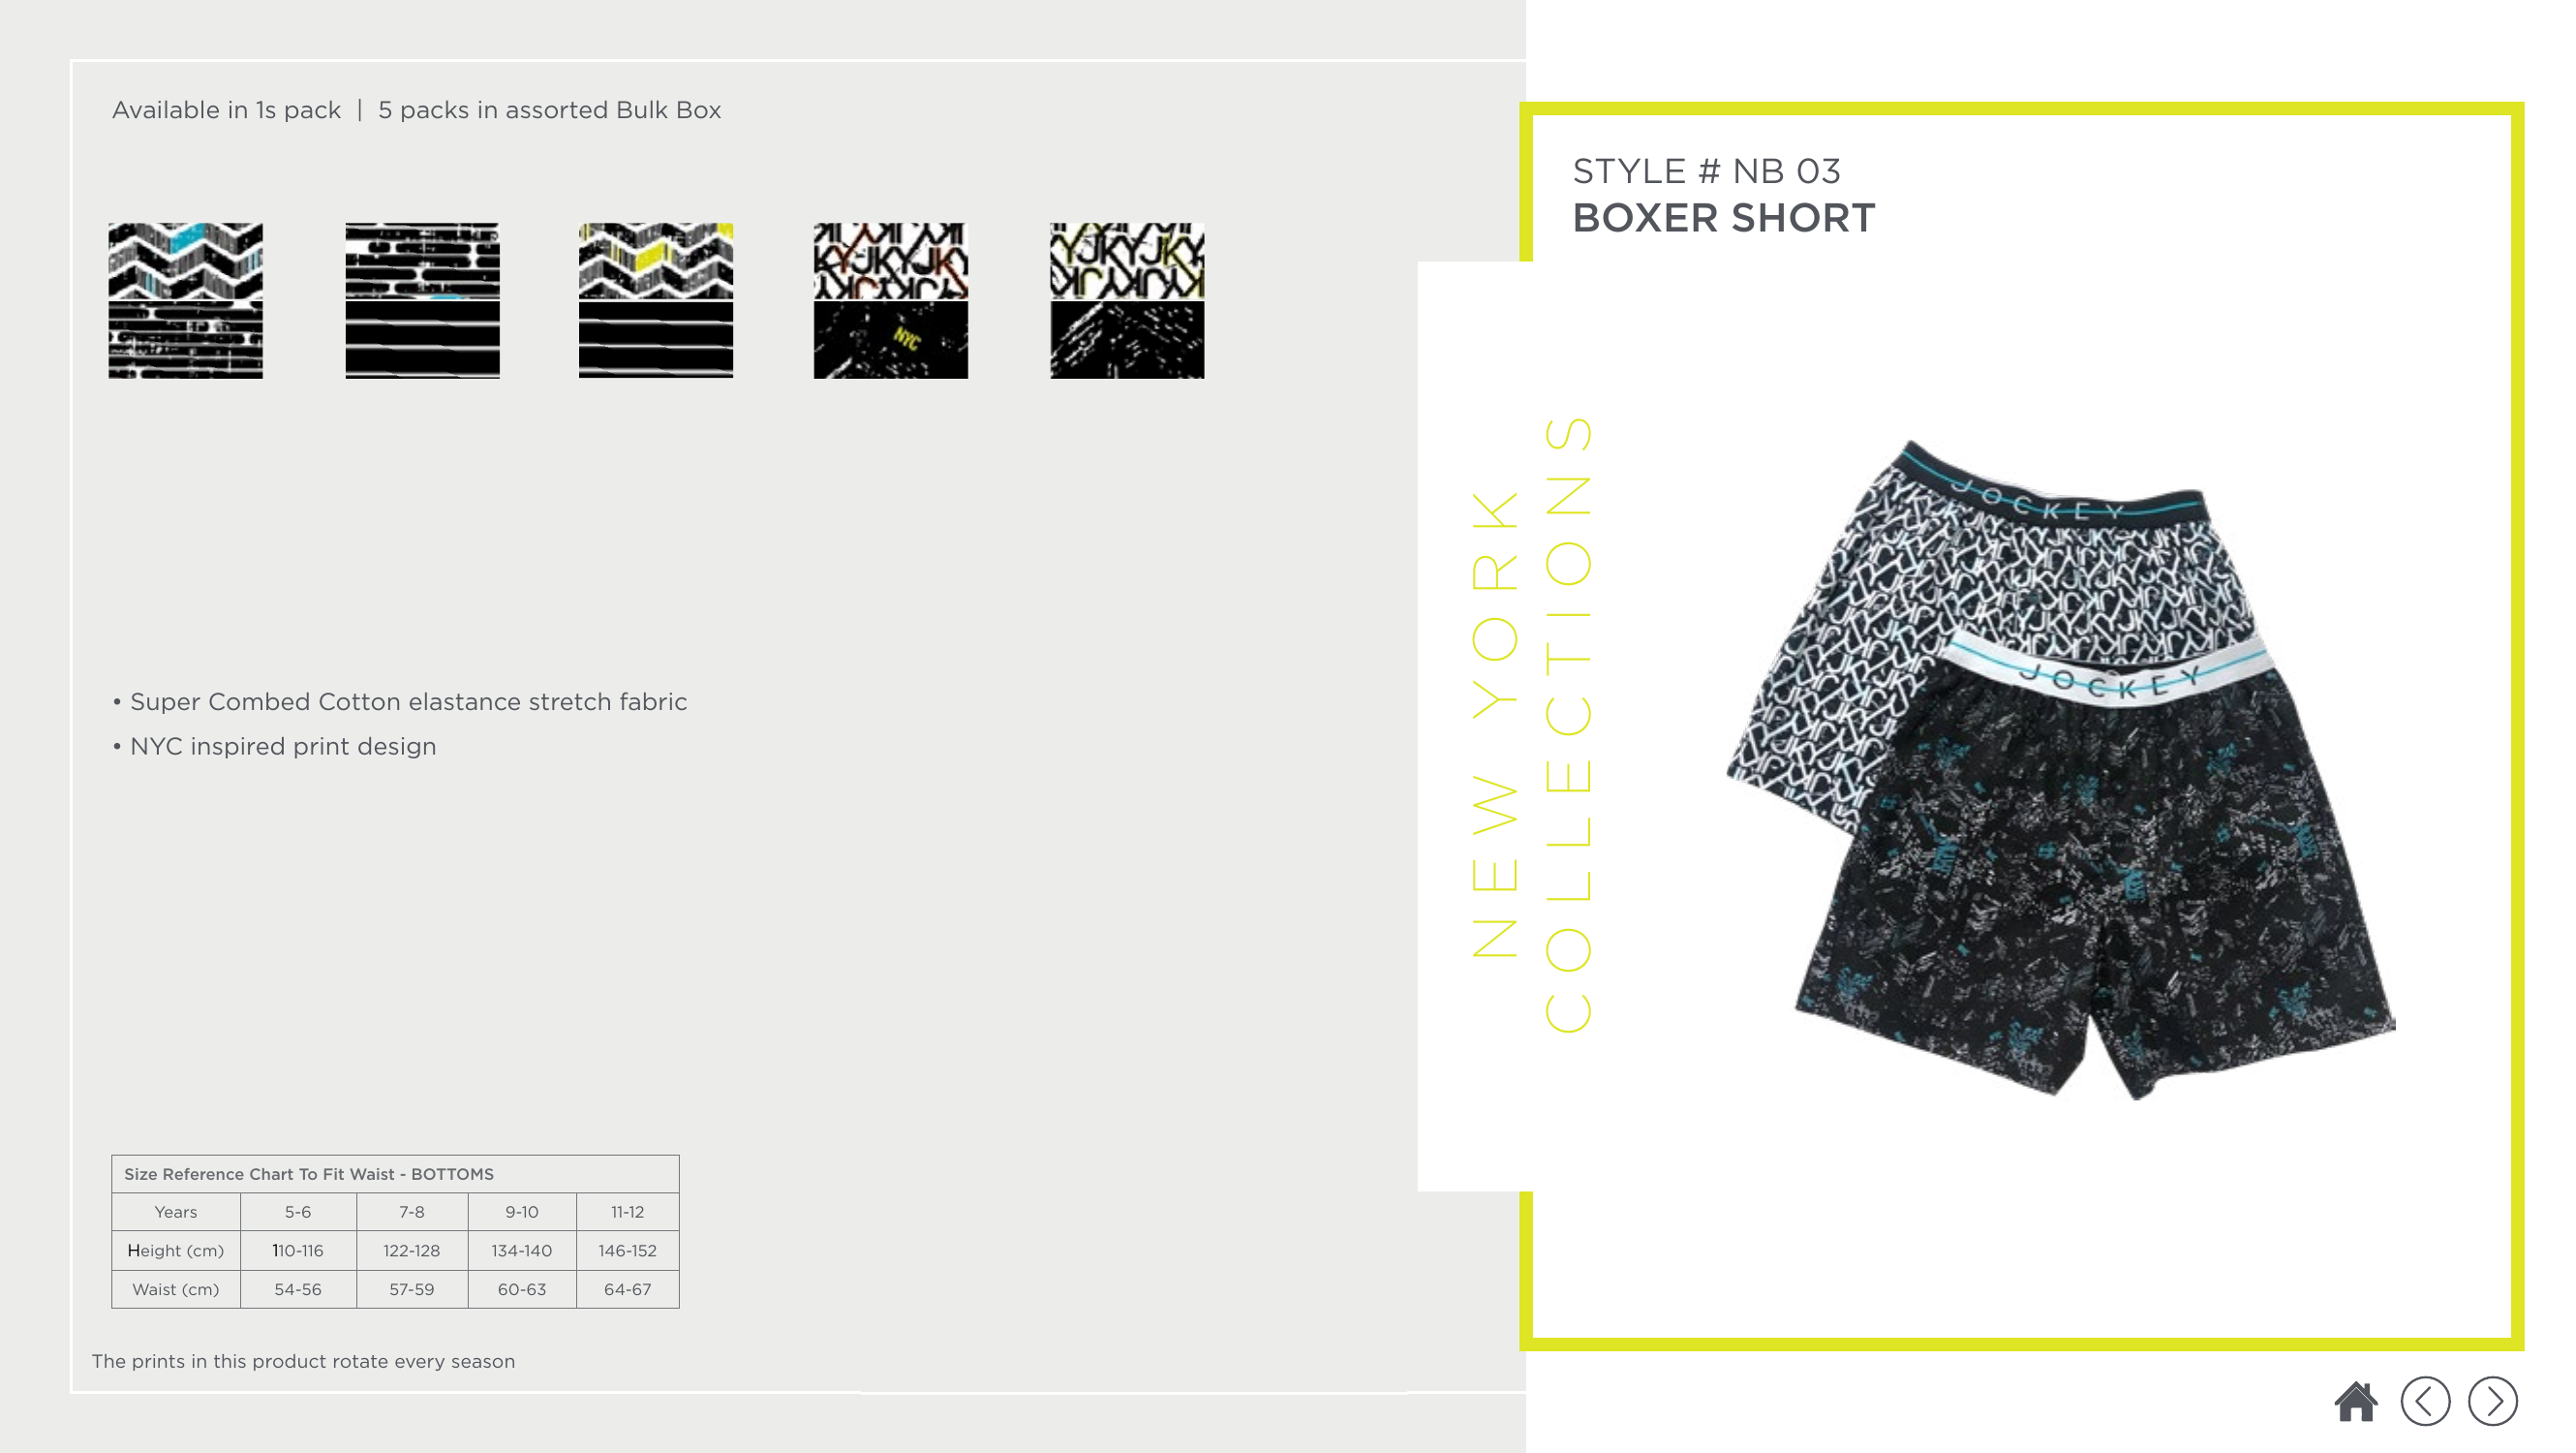 Available in 1s pack | 5 packs in assorted Bulk Box
NYC
• Super Combed Cotton elastance stretch fabric
• NYC inspired print design
Size Reference Chart To Fit Waist - BOTTOMS
Years 5-6 7-8 9-10 11-12
Height (cm) 110-116 122-128 134-140 146-152
Waist (cm) 54-56 57-59 60-63 64-67
The prints in this product rotate every season
STYLE # NB 03
BOXER SHORT
NEW YORK
COLLECTIONS
JOCKEY
JOCKEY